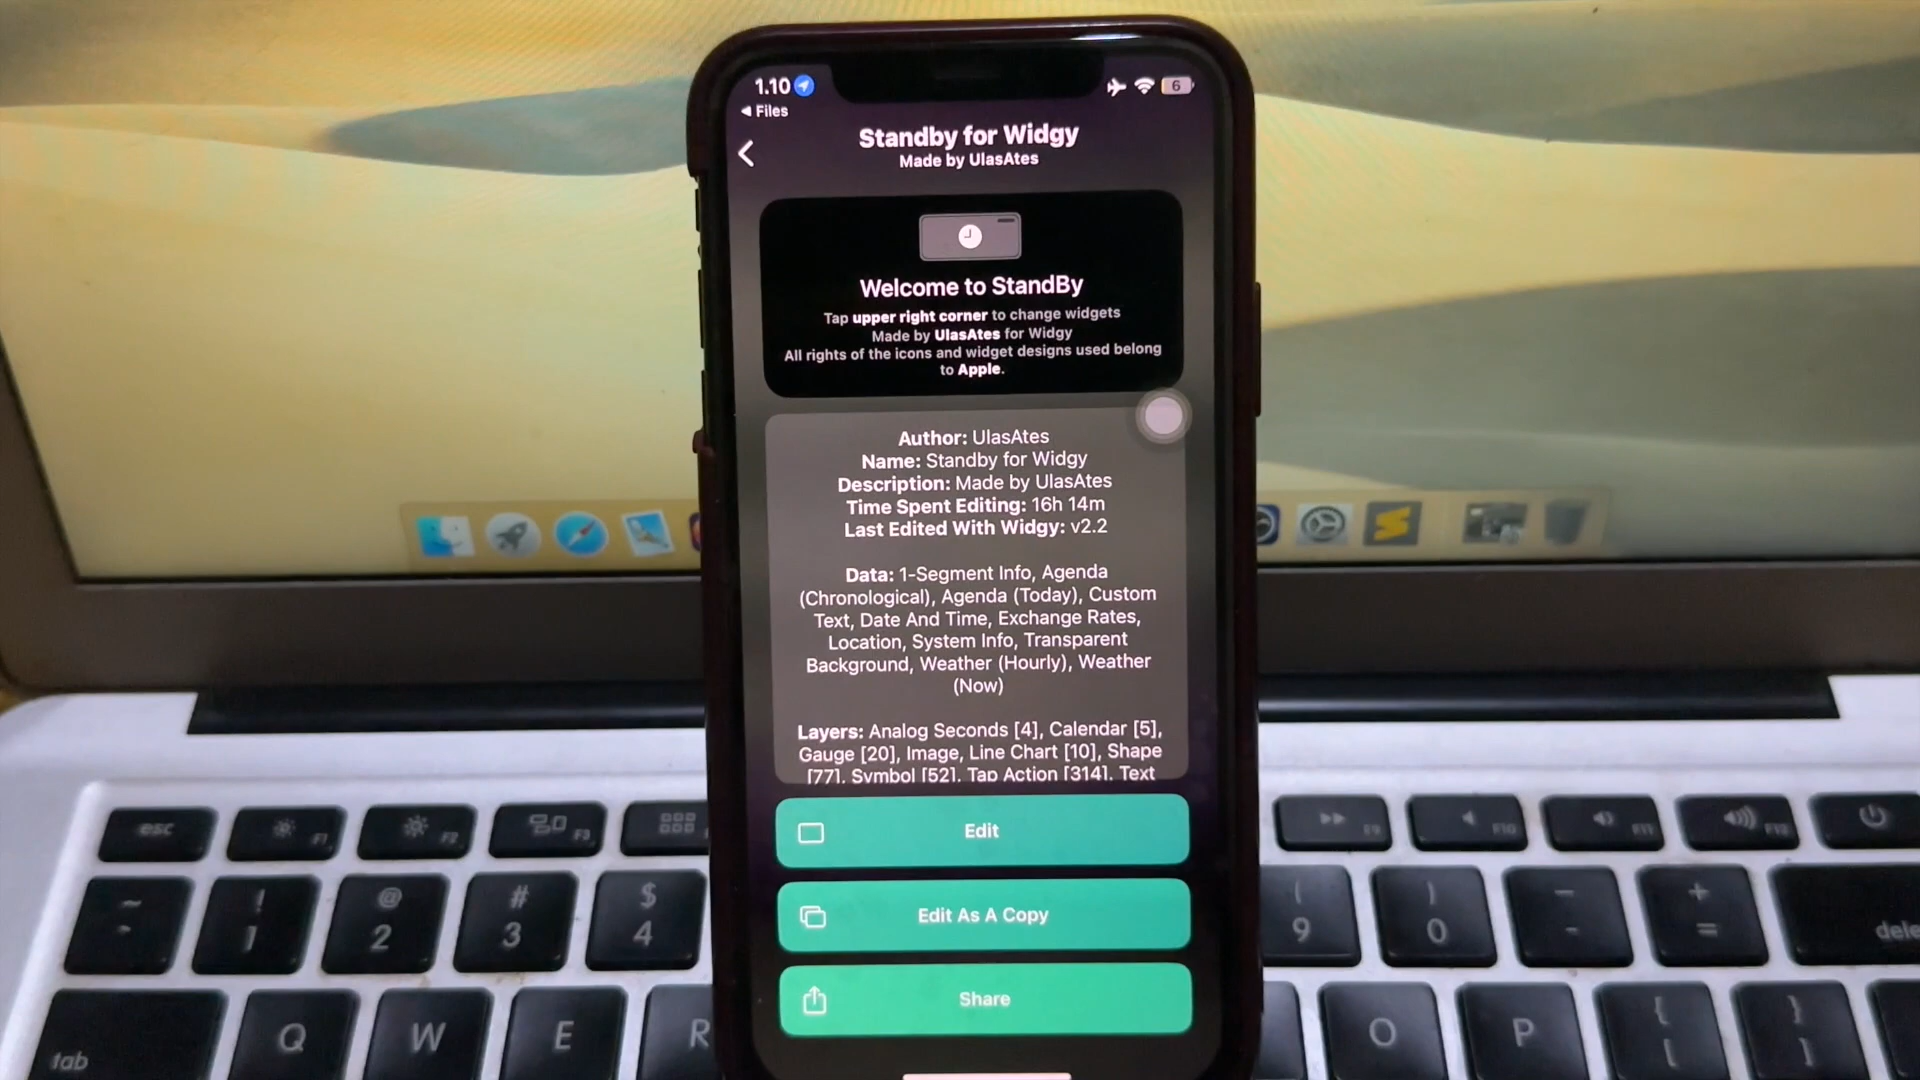 1.10
6
Files
Standby for Widgy
Made by UlasAtes
Welcome to StandBy
Tap upper right corner to change widgets
Made by UlasAtes for Widgy
All rights of the icons and widget designs used belong
to Apple.
Author: UlasAtes
Name: Standby for Widgy
Description: Made by UlasAtes
Time Spent Editing: 16h 14m
Last Edited With Widgy: v2.2
Data: 1-Segment Info, Agenda
(Chronological), Agenda (Today), Custom
Text, Date And Time, Exchange Rates,
Location, System Info, Transparent
Background, Weather (Hourly), Weather
(Now)
Layers: Analog Seconds [4], Calendar [5],
Gauge [20], Image, Line Chart [10], Shape
[77], Symbol [52], Tap Action [314], Text
Edit
Edit As A Copy
Share
esc F1 F2 F3 F9 F10 F11 F12
~ ! @ # $ ( ) _ +
1 2 3 4 9 0 - = dele
tab Q W E R O P { }
[ ]